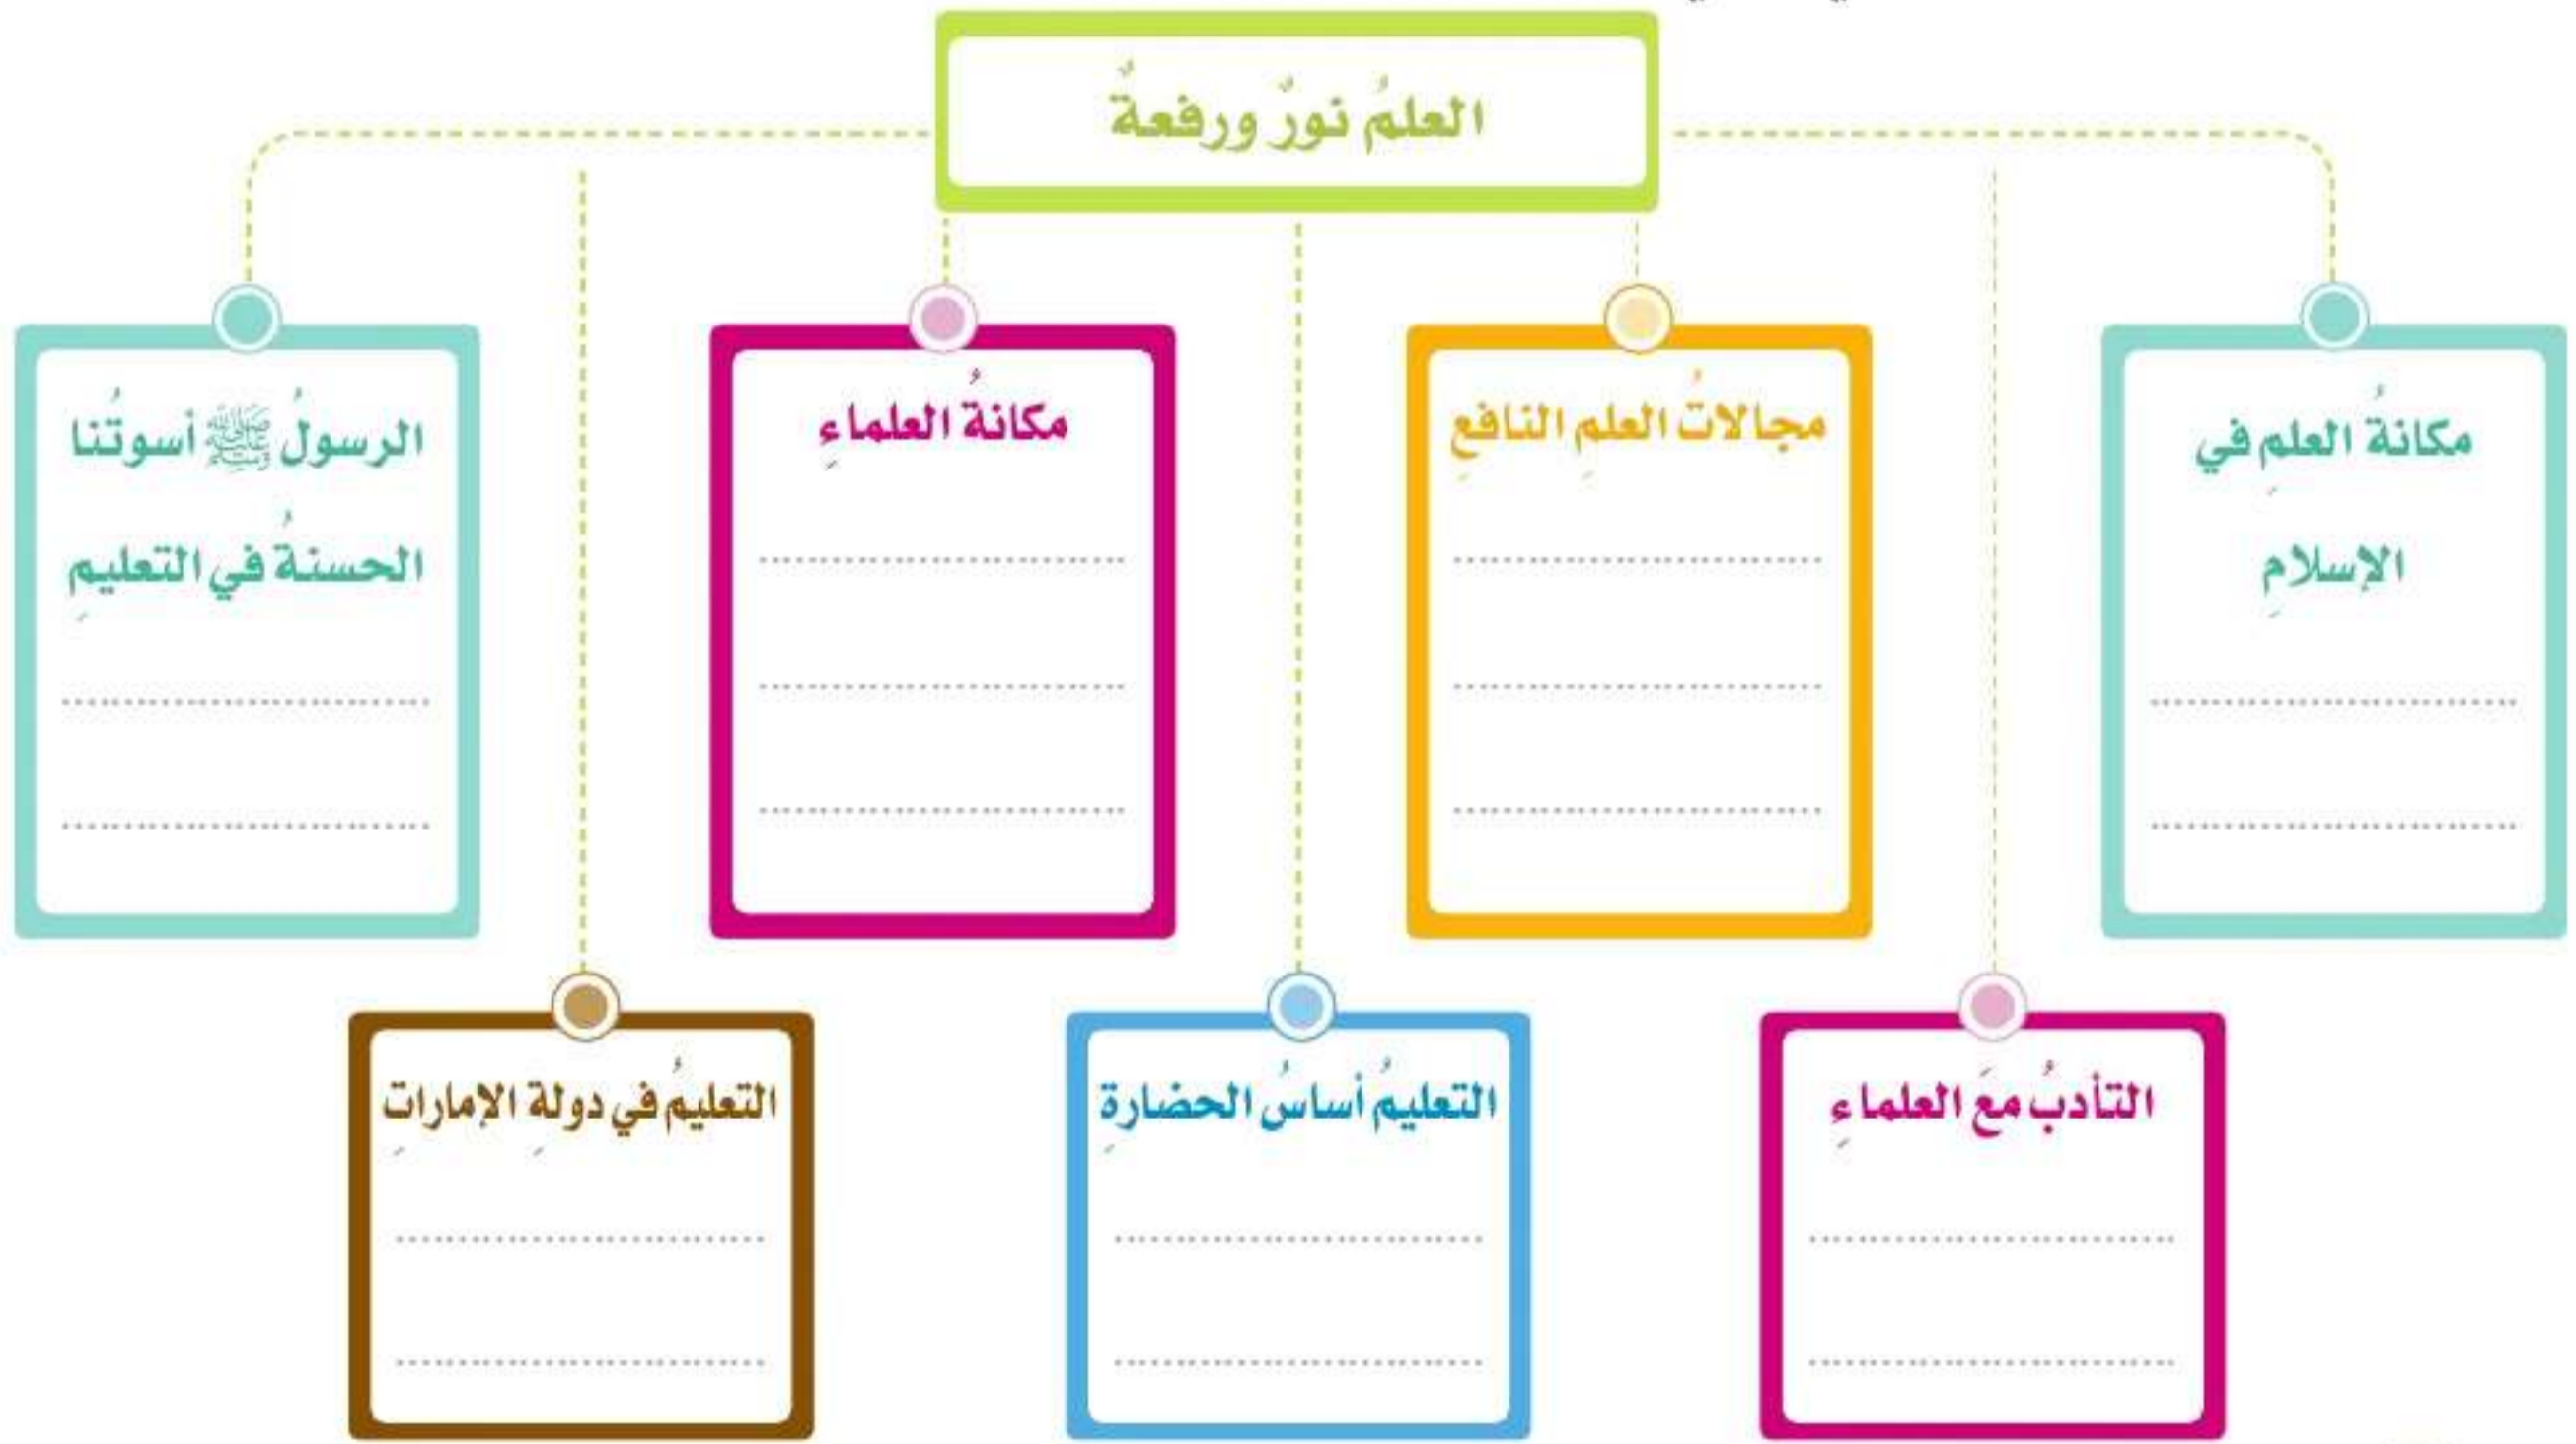 العلمُ نورٌ ورفعةٌ
مكانةُ العلمِ في
الإسلامِ
مجالاتُ العلمِ النافعِ
مكانةُ العلماءِ
الرسولُ ﷺ أسوتُنا
الحسنةُ في التعليمِ
التأدبُ معَ العلماءِ
التعليمُ أساسُ الحضارةِ
التعليمُ في دولةِ الإماراتِ